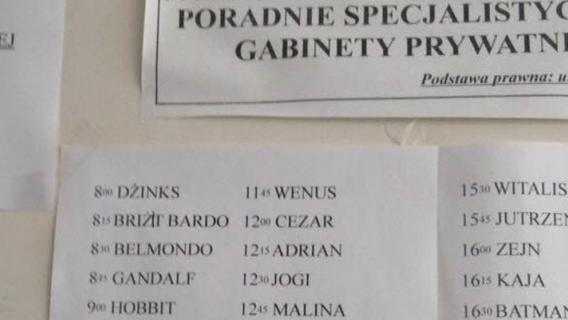 EJ
PORADNIE SPECJALISTYC
GABINETY PRYWATN
Podstawa prawna: u
800 DŻINKS
815 BRIŻIT BARDO
830 BELMONDO
845 GANDALF
900 HOBBIT
1145 WENUS
1200 CEZAR
1215 ADRIAN
1230 JOGI
1245 MALINA
1530 WITALIS
1545 JUTRZEN
1600 ZEJN
1615 KAJA
1630 BATMAN